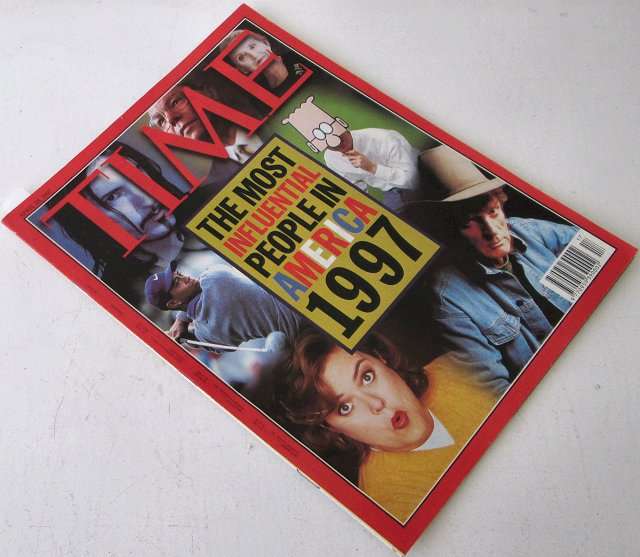 TIME
THE MOST
INFLUENTIAL
PEOPLE IN
AMERICA
1997